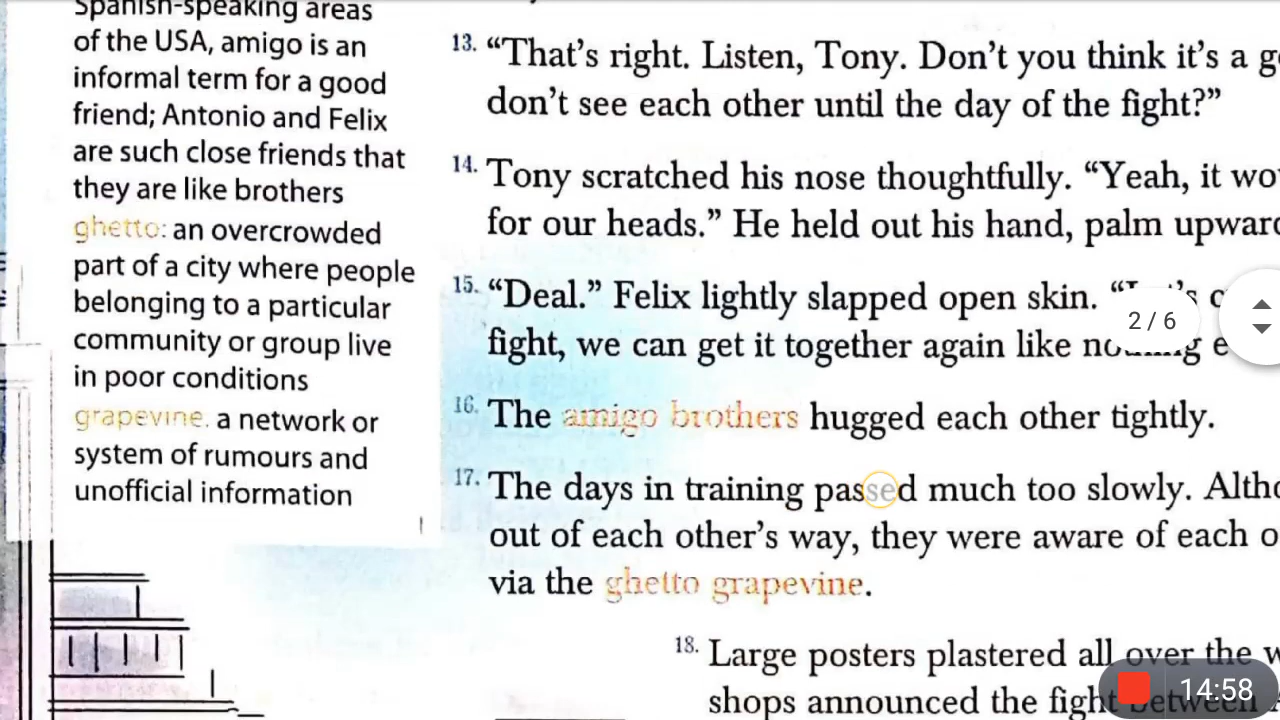 Spanish-speaking areas
of the USA, amigo is an
informal term for a good
friend; Antonio and Felix
are such close friends that
they are like brothers
ghetto: an overcrowded
part of a city where people
belonging to a particular
community or group live
in poor conditions
grapevine. a network or
system of rumours and
unofficial information
13. “That’s right. Listen, Tony. Don’t you think it’s a
don’t see each other until the day of the fight?”
14. Tony scratched his nose thoughtfully. “Yeah, it
for our heads.” He held out his hand, palm
15. “Deal.” Felix lightly slapped open skin.
fight, we can get it together again like
16. The amigo brothers hugged each other tightly.
17. The days in training passed much too slowly.
out of each other’s way, they were aware of each
via the ghetto grapevine.
18. Large posters plastered all over the
shops announced the fight between
2 / 6
14:58